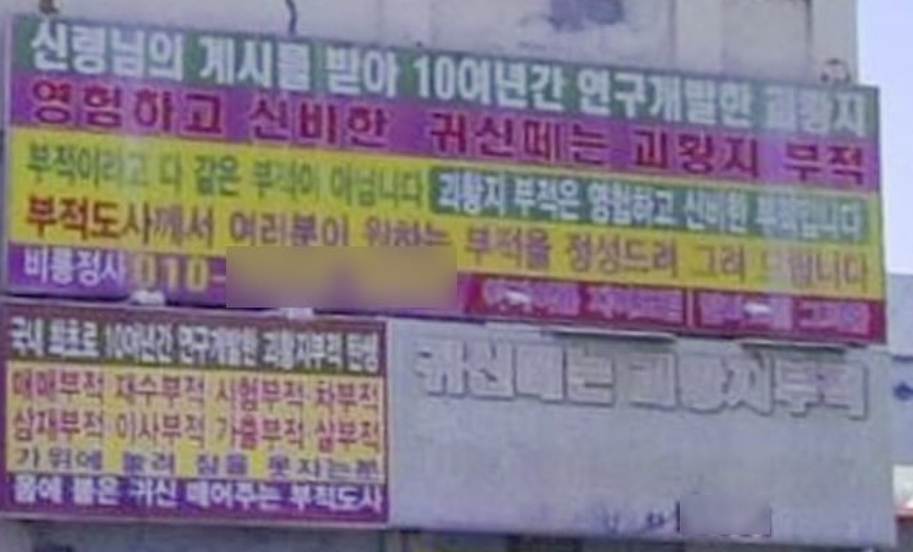 신령님의 게시를 받아 10여년간 연구개발한 괴황지
영험하고 신비한 귀신떼는 괴황지 부적
부적이라고 다 같은 부적이 아닙니다 괴황지 부적은 영험하고 신비한 부적입니다
부적도사께서 여러분이 원하는 부적을 정성드려 그려 드립니다
비룡정사 010-
국내 최초로 10여년간 연구개발한 괴황지부적 탄생
귀신떼는 괴황지부적
매매부적 재수부적 시험부적 차부적
삼재부적 이사부적 가출부적 살부적
가위에 눌려 잠을 못자는분
몸에 붙은 귀신 떼어주는 부적도사